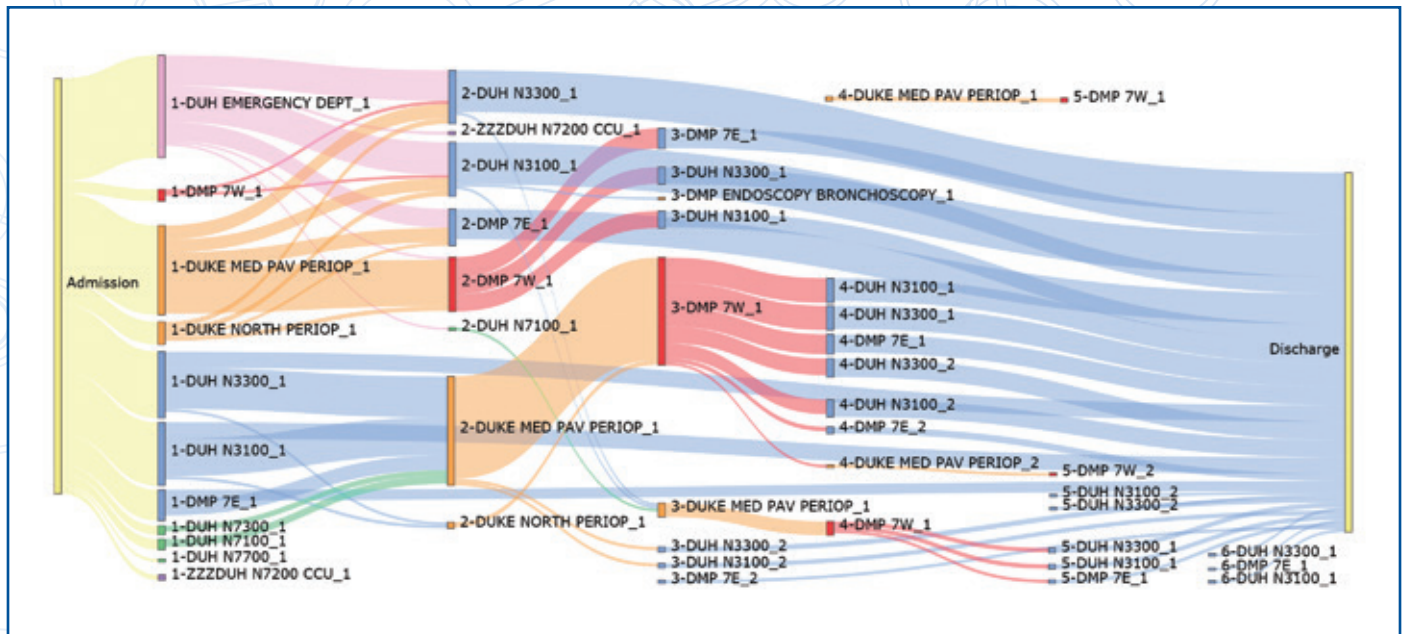 Admission
1-DUH EMERGENCY DEPT_1
1-DMP 7W_1
1-DUKE MED PAV PERIOP_1
1-DUKE NORTH PERIOP_1
1-DUH N3300_1
1-DUH N3100_1
1-DMP 7E_1
1-DUH N7300_1
1-DUH N7100_1
1-DUH N7700_1
1-ZZZDUH N7200 CCU_1
2-DUH N3300_1
2-ZZZDUH N7200 CCU_1
2-DUH N3100_1
2-DMP 7E_1
2-DMP 7W_1
2-DUH N7100_1
2-DUKE MED PAV PERIOP_1
2-DUKE NORTH PERIOP_1
3-DMP 7E_1
3-DUH N3300_1
3-DMP ENDOSCOPY BRONCHOSCOPY_1
3-DUH N3100_1
3-DMP 7W_1
3-DUKE MED PAV PERIOP_1
3-DUH N3300_2
3-DUH N3100_2
3-DMP 7E_2
4-DUKE MED PAV PERIOP_1
4-DUH N3100_1
4-DUH N3300_1
4-DMP 7E_1
4-DUH N3300_2
4-DUH N3100_2
4-DMP 7E_2
4-DUKE MED PAV PERIOP_2
4-DMP 7W_1
5-DMP 7W_1
5-DMP 7W_2
5-DUH N3100_2
5-DUH N3300_2
5-DUH N3300_1
5-DUH N3100_1
5-DMP 7E_1
6-DUH N3300_1
6-DMP 7E_1
6-DUH N3100_1
Discharge